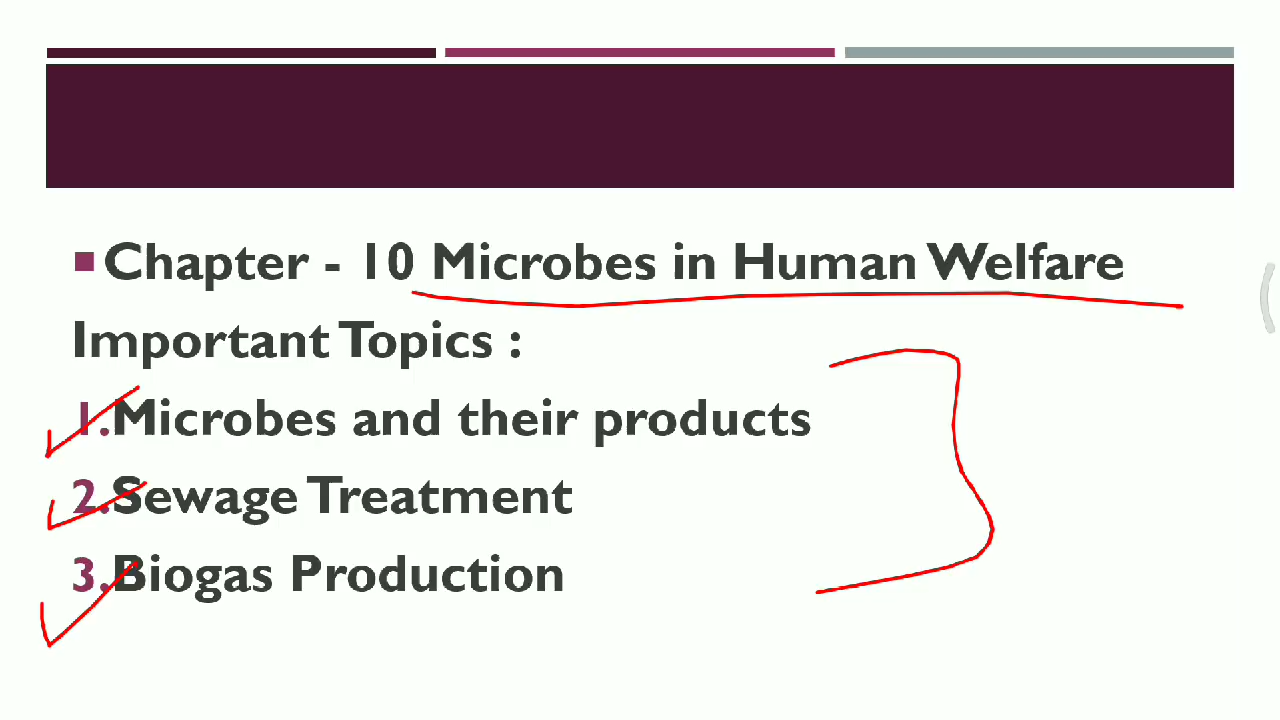 Chapter - 10 Microbes in Human Welfare
Important Topics :
1.Microbes and their products
2.Sewage Treatment
3.Biogas Production